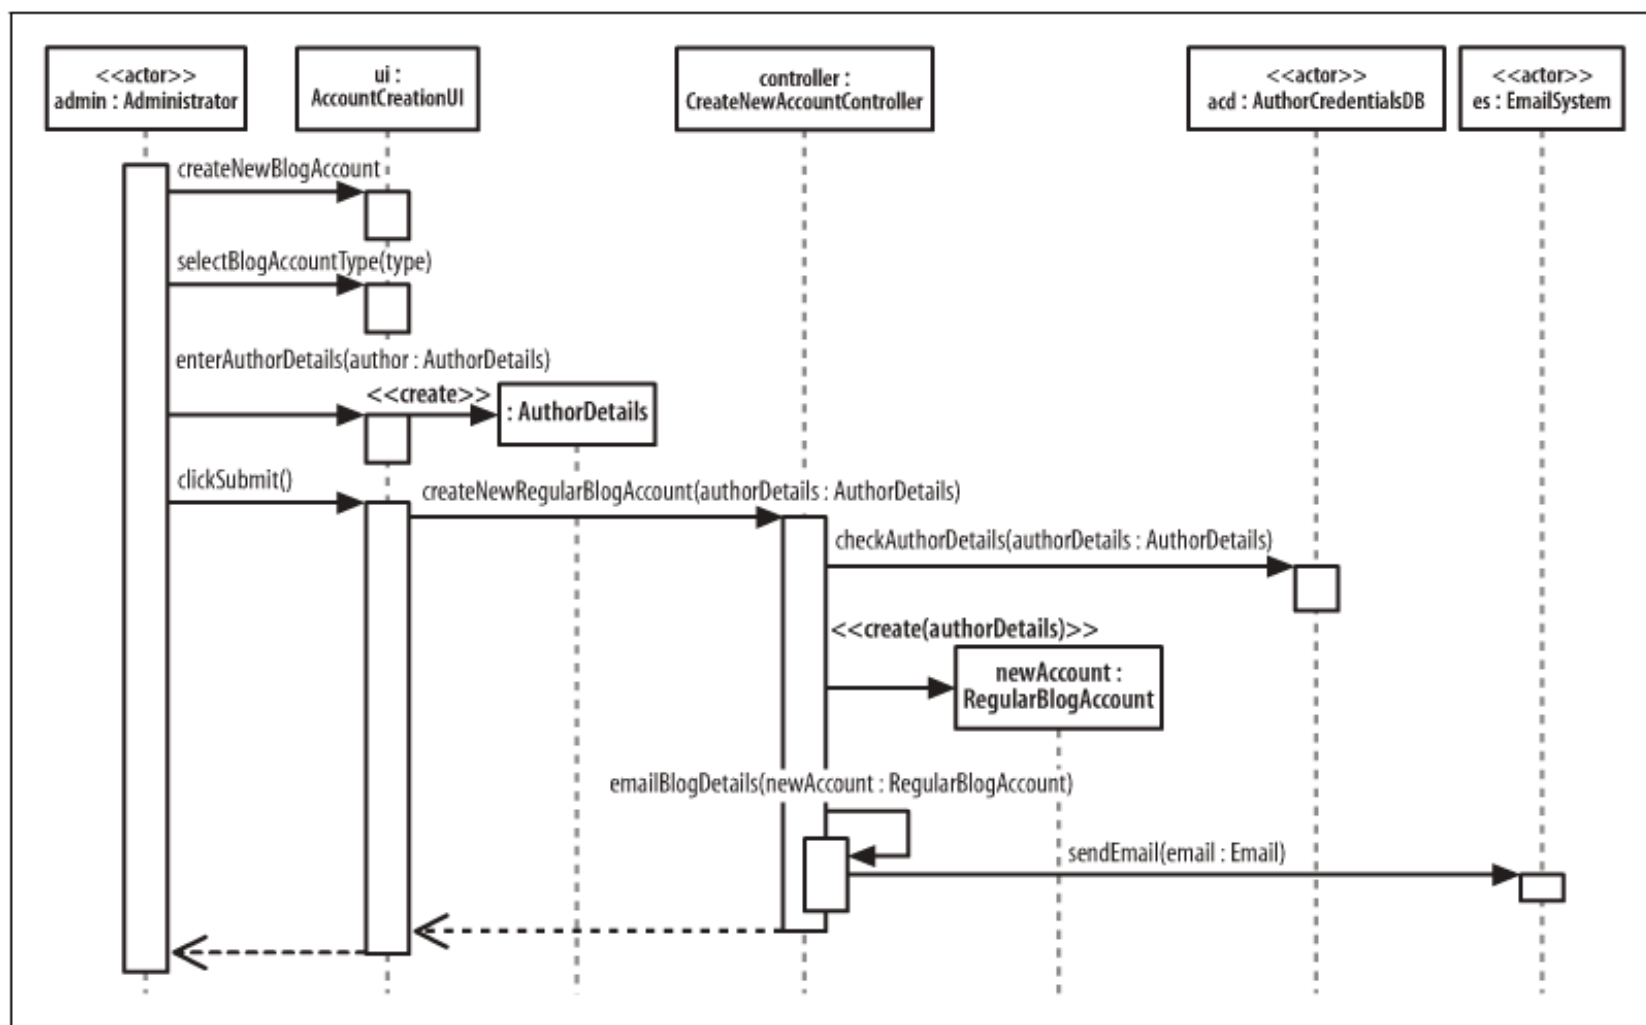 <<actor>>
admin : Administrator
ui :
AccountCreationUI
controller :
CreateNewAccountController
<<actor>>
acd : AuthorCredentialsDB
<<actor>>
es : EmailSystem
createNewBlogAccount
selectBlogAccountType(type)
enterAuthorDetails(author : AuthorDetails)
<<create>>
: AuthorDetails
clickSubmit()
createNewRegularBlogAccount(authorDetails : AuthorDetails)
checkAuthorDetails(authorDetails : AuthorDetails)
<<create(authorDetails)>>
newAccount :
RegularBlogAccount
emailBlogDetails(newAccount : RegularBlogAccount)
sendEmail(email : Email)